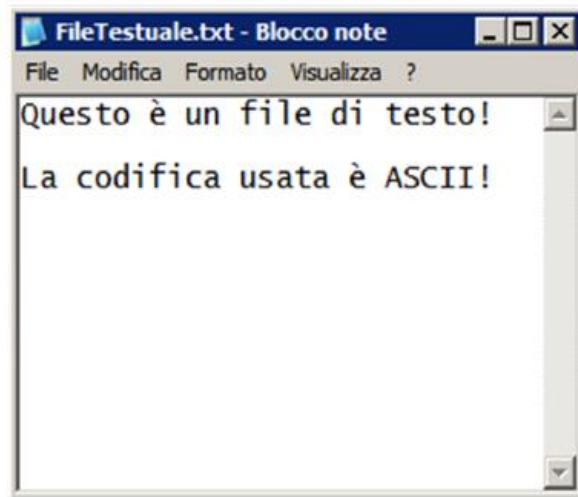 FileTestuale.txt - Blocco note
File Modifica Formato Visualizza ?
Questo è un file di testo!
La codifica usata è ASCII!